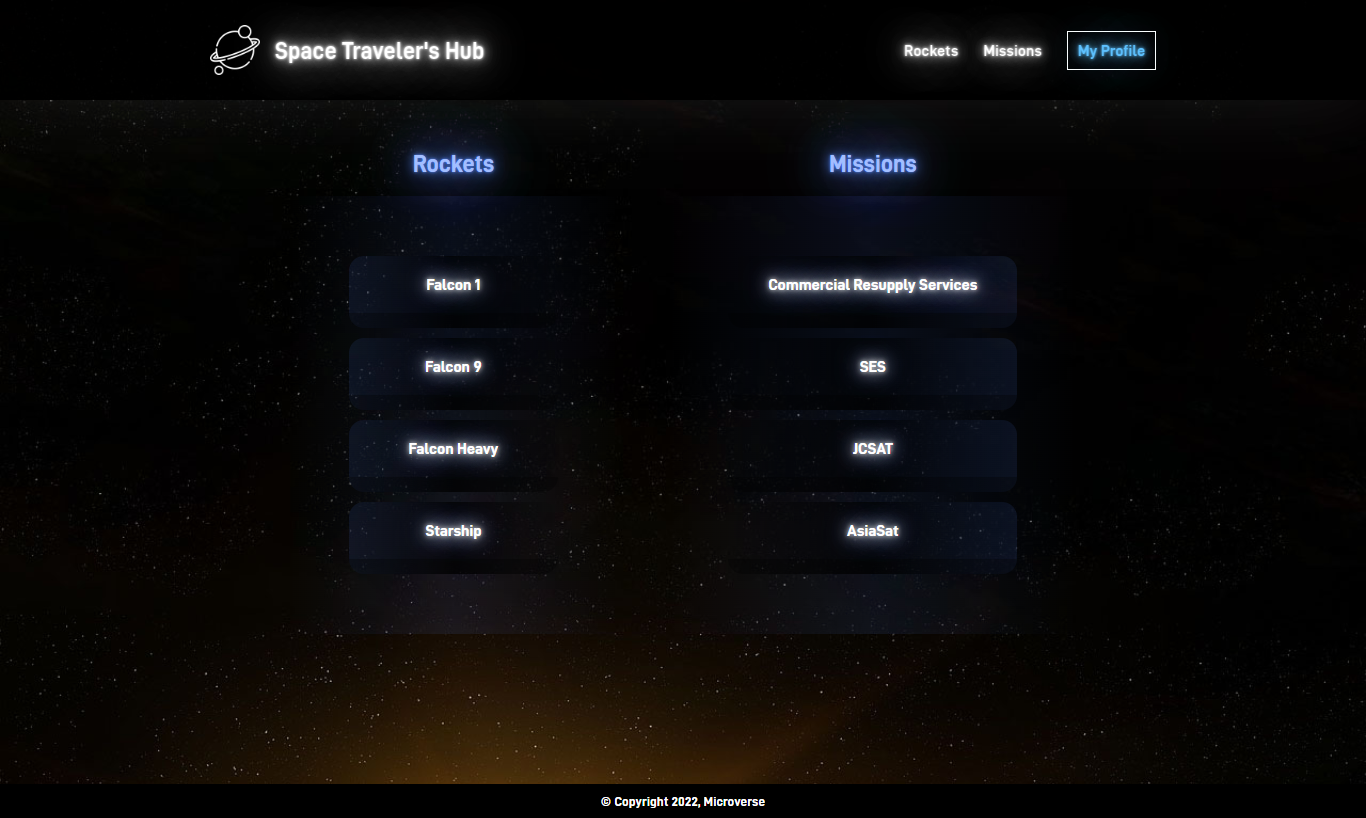 Space Traveler's Hub
Rockets
Missions
My Profile
Rockets
Falcon 1
Falcon 9
Falcon Heavy
Starship
Missions
Commercial Resupply Services
SES
JCSAT
AsiaSat
© Copyright 2022, Microverse